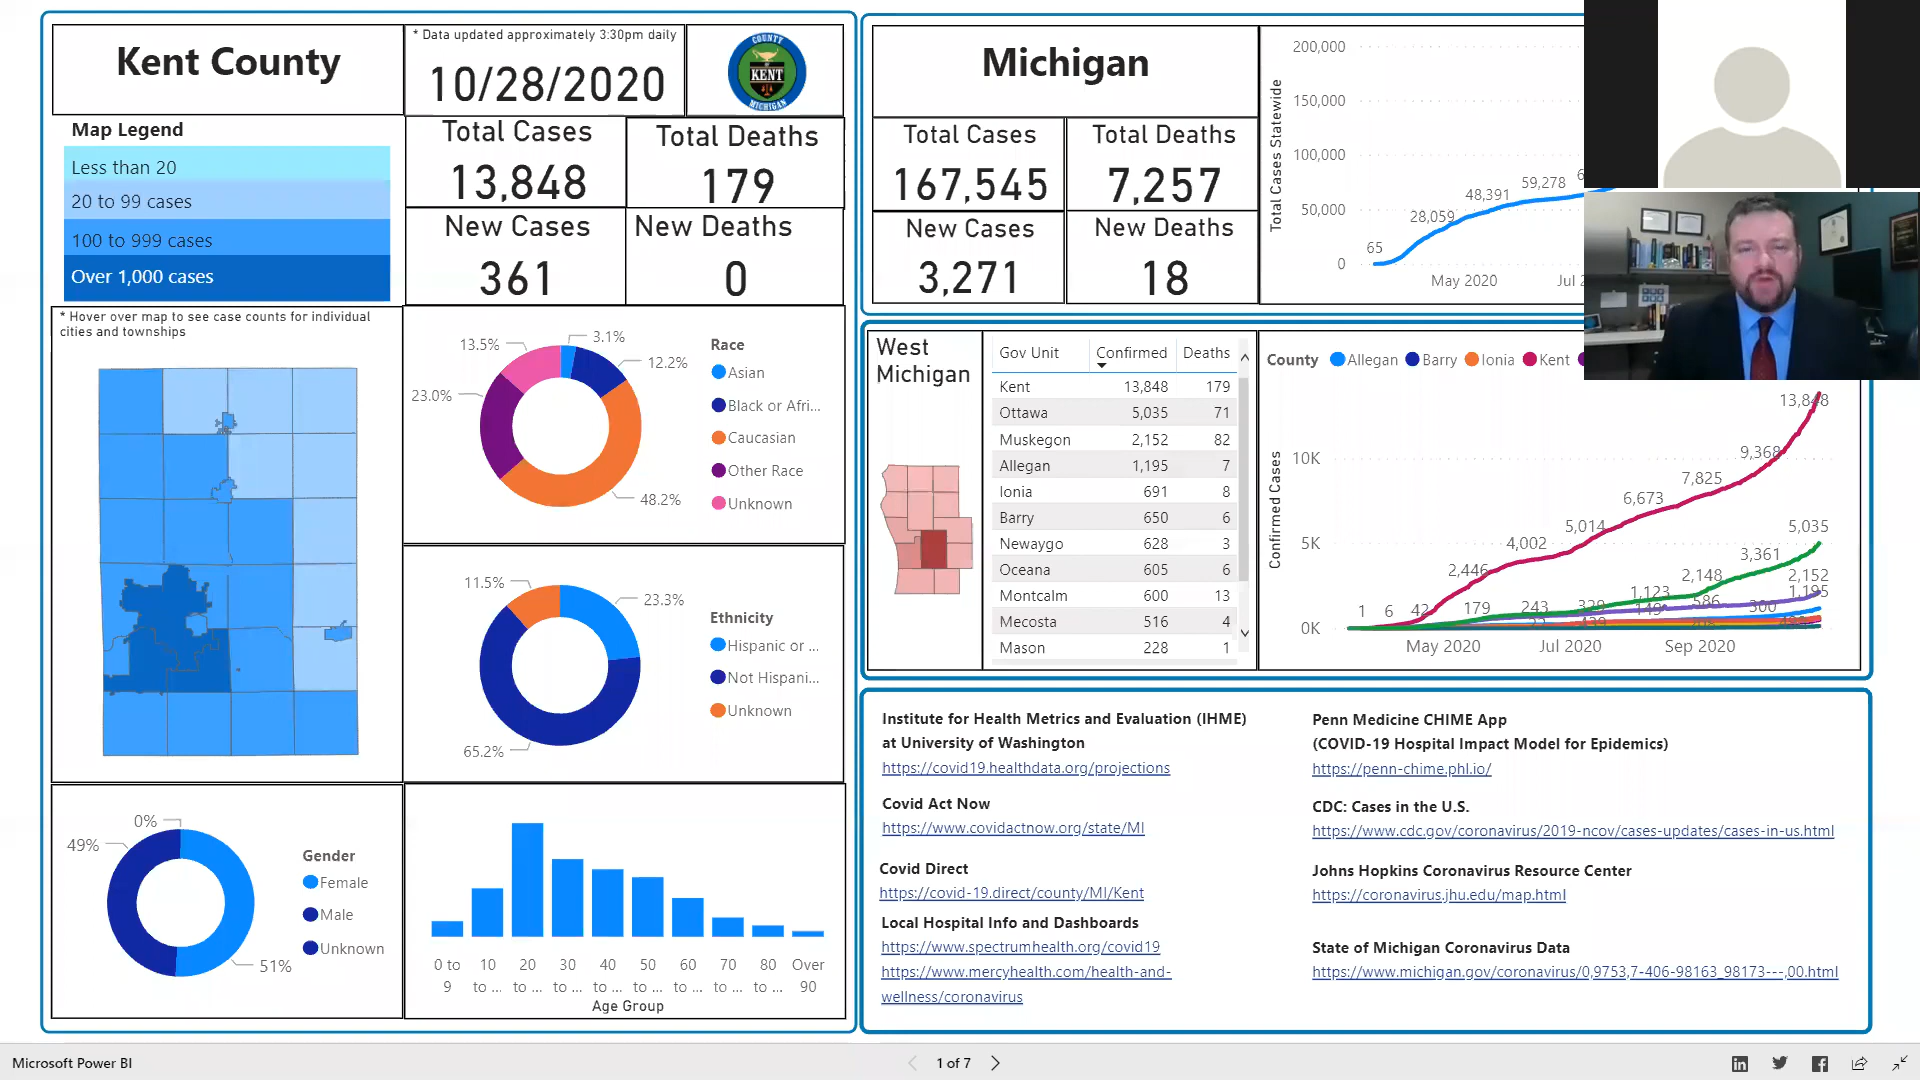 Kent County
* Data updated approximately 3:30pm daily
10/28/2020
COUNTY
KENT
MICHIGAN
Map Legend
Less than 20
20 to 99 cases
100 to 999 cases
Over 1,000 cases
Total Cases
13,848
Total Deaths
179
New Cases
361
New Deaths
0
* Hover over map to see case counts for individual
cities and townships
13.5%
3.1%
12.2%
23.0%
48.2%
Race
Asian
Black or Afri...
Caucasian
Other Race
Unknown
11.5%
23.3%
65.2%
Ethnicity
Hispanic or ...
Not Hispani...
Unknown
0%
49%
51%
Gender
Female
Male
Unknown
0 to 10 20 30 40 50 60 70 80 Over
9 to ... to ... to ... to ... to ... to ... to ... to ... 90
Age Group
Michigan
Total Cases
167,545
Total Deaths
7,257
New Cases
3,271
New Deaths
18
Total Cases Statewide
200,000
150,000
100,000
50,000
0
65
28,059
48,391
59,278
6
May 2020
Jul 2
West
Michigan
Gov Unit Confirmed Deaths
Kent 13,848 179
Ottawa 5,035 71
Muskegon 2,152 82
Allegan 1,195 7
Ionia 691 8
Barry 650 6
Newaygo 628 3
Oceana 605 6
Montcalm 600 13
Mecosta 516 4
Mason 228 1
County Allegan Barry Ionia Kent
Confirmed Cases
10K
5K
0K
13,848
9,368
7,825
6,673
5,014
4,002
2,446
5,035
3,361
2,148
2,152
1,195
1,123
1 6 42 179 243 329 586 300
May 2020 Jul 2020 Sep 2020
Institute for Health Metrics and Evaluation (IHME)
at University of Washington
https://covid19.healthdata.org/projections
Covid Act Now
https://www.covidactnow.org/state/MI
Covid Direct
https://covid-19.direct/county/MI/Kent
Local Hospital Info and Dashboards
https://www.spectrumhealth.org/covid19
https://www.mercyhealth.com/health-and-
wellness/coronavirus
Penn Medicine CHIME App
(COVID-19 Hospital Impact Model for Epidemics)
https://penn-chime.phl.io/
CDC: Cases in the U.S.
https://www.cdc.gov/coronavirus/2019-ncov/cases-updates/cases-in-us.html
Johns Hopkins Coronavirus Resource Center
https://coronavirus.jhu.edu/map.html
State of Michigan Coronavirus Data
https://www.michigan.gov/coronavirus/0,9753,7-406-98163_98173---,00.html
Microsoft Power BI
1 of 7